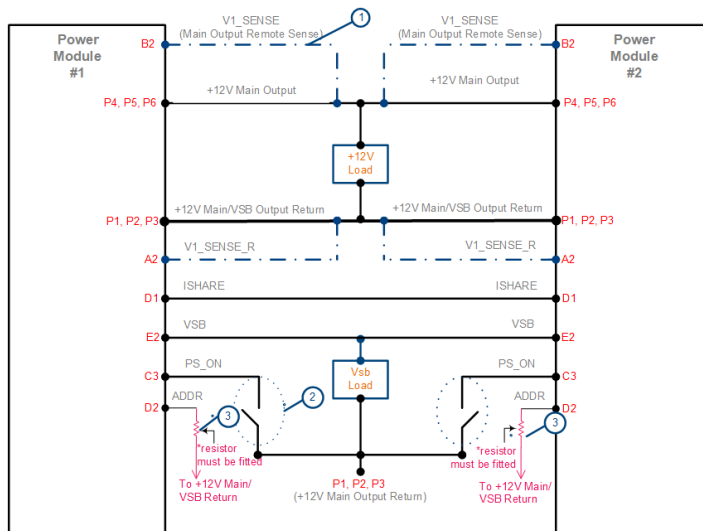 V1_SENSE
(Main Output Remote Sense)
1
V1_SENSE
(Main Output Remote Sense)
Power
Module
#1
B2
B2
Power
Module
#2
+12V Main Output
+12V Main Output
P4, P5, P6
P4, P5, P6
+12V
Load
+12V Main/VSB Output Return
+12V Main/VSB Output Return
P1, P2, P3
P1, P2, P3
V1_SENSE_R
V1_SENSE_R
A2
A2
ISHARE
ISHARE
D1
D1
VSB
VSB
E2
E2
PS_ON
PS_ON
C3
C3
Vsb
Load
ADDR
ADDR
D2
D2
2
3
3
*resistor
must be fitted
*resistor
must be fitted
To +12V Main/
VSB Return
P1, P2, P3
(+12V Main Output Return)
To +12V Main/
VSB Return